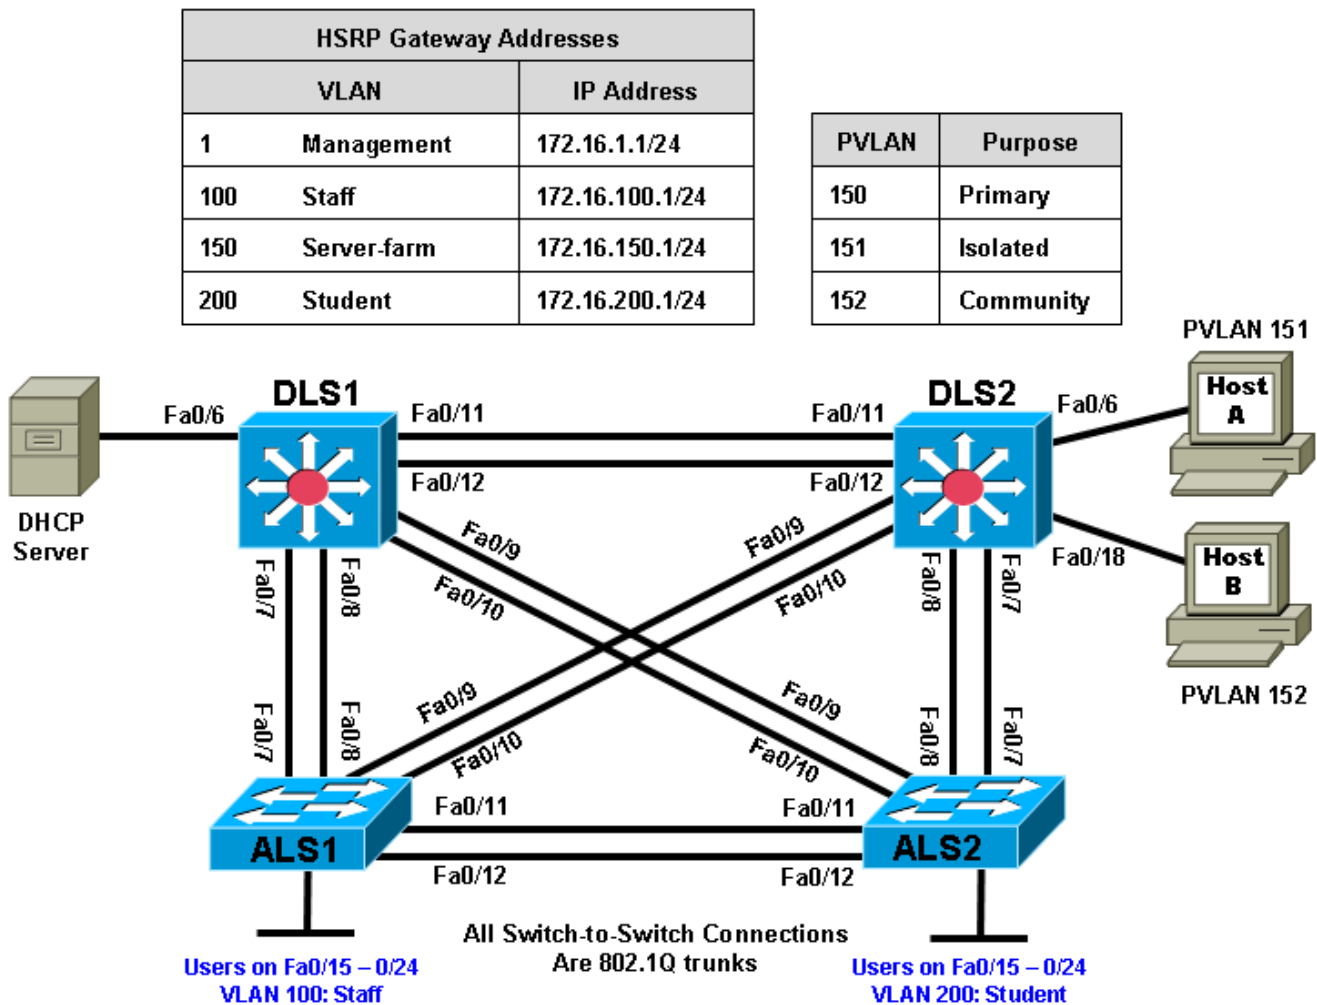 HSRP Gateway Addresses
VLAN IP Address
1 Management 172.16.1.1/24
100 Staff 172.16.100.1/24
150 Server-farm 172.16.150.1/24
200 Student 172.16.200.1/24
PVLAN Purpose
150 Primary
151 Isolated
152 Community
PVLAN 151
Host
A
DLS1
DLS2
Fa0/6
Fa0/11
Fa0/11
Fa0/6
Fa0/12
Fa0/12
DHCP
Server
Fa0/7
Fa0/8
Fa0/9
Fa0/10
Fa0/9
Fa0/10
Fa0/8
Fa0/7
Fa0/18
Host
B
PVLAN 152
Fa0/7
Fa0/8
Fa0/9
Fa0/10
Fa0/9
Fa0/10
Fa0/8
Fa0/7
Fa0/11
Fa0/11
ALS1
ALS2
Fa0/12
Fa0/12
All Switch-to-Switch Connections
Are 802.1Q trunks
Users on Fa0/15 – 0/24
VLAN 100: Staff
Users on Fa0/15 – 0/24
VLAN 200: Student